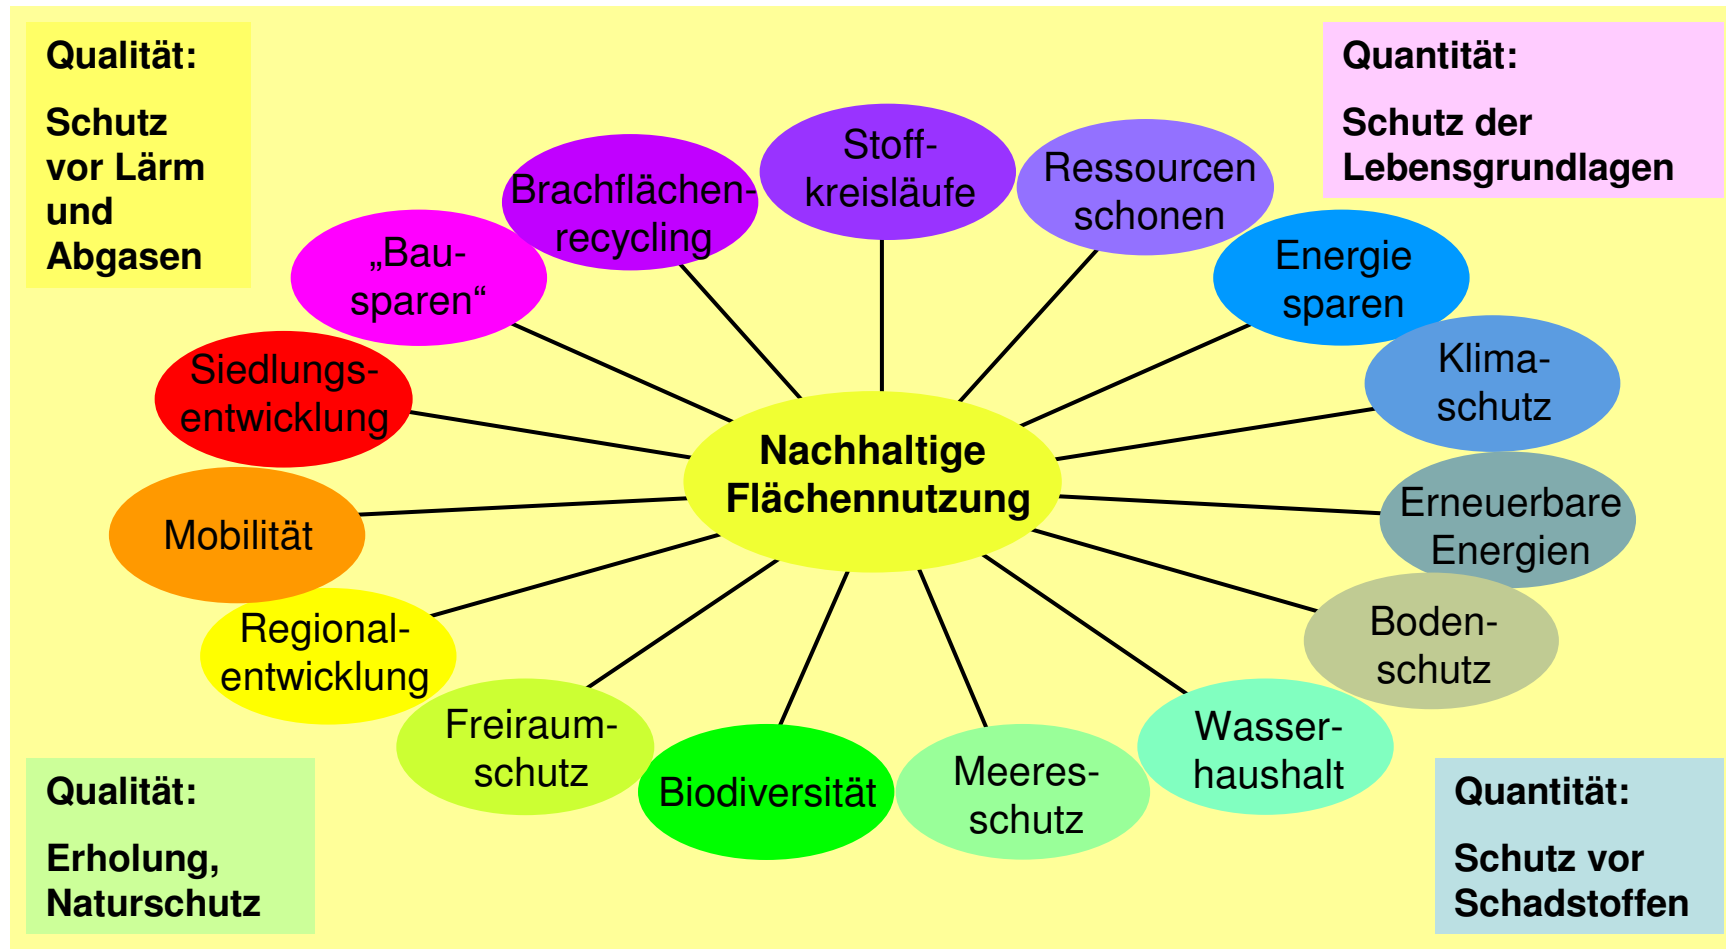 Qualität:
Schutz
vor Lärm
und
Abgasen
Quantität:
Schutz der
Lebensgrundlagen
Stoff-
kreisläufe
Ressourcen
schonen
Energie
sparen
Klima-
schutz
Erneuerbare
Energien
Boden-
schutz
Wasser-
haushalt
Meeres-
schutz
Biodiversität
Freiraum-
schutz
Regional-
entwicklung
Mobilität
Siedlungs-
entwicklung
„Bau-
sparen“
Brachflächen-
recycling
Nachhaltige
Flächennutzung
Qualität:
Erholung,
Naturschutz
Quantität:
Schutz vor
Schadstoffen